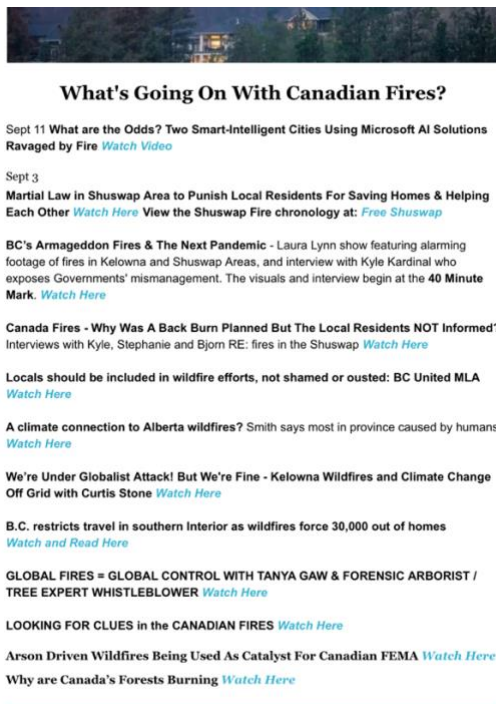 What's Going On With Canadian Fires?
Sept 11 What are the Odds? Two Smart-Intelligent Cities Using Microsoft AI Solutions
Ravaged by Fire Watch Video
Sept 3
Martial Law in Shuswap Area to Punish Local Residents For Saving Homes & Helping
Each Other Watch Here View the Shuswap Fire chronology at: Free Shuswap
BC's Armageddon Fires & The Next Pandemic - Laura Lynn show featuring alarming
footage of fires in Kelowna and Shuswap Areas, and interview with Kyle Kardinal who
exposes Governments' mismanagement. The visuals and interview begin at the 40 Minute
Mark. Watch Here
Canada Fires - Why Was A Back Burn Planned But The Local Residents NOT Informed?
Interviews with Kyle, Stephanie and Bjorn RE: fires in the Shuswap Watch Here
Locals should be included in wildfire efforts, not shamed or ousted: BC United MLA
Watch Here
A climate connection to Alberta wildfires? Smith says most in province caused by humans
Watch Here
We're Under Globalist Attack! But We're Fine - Kelowna Wildfires and Climate Change
Off Grid with Curtis Stone Watch Here
B.C. restricts travel in southern Interior as wildfires force 30,000 out of homes
Watch and Read Here
GLOBAL FIRES = GLOBAL CONTROL WITH TANYA GAW & FORENSIC ARBORIST /
TREE EXPERT WHISTLEBLOWER Watch Here
LOOKING FOR CLUES in the CANADIAN FIRES Watch Here
Arson Driven Wildfires Being Used As Catalyst For Canadian FEMA Watch Here
Why are Canada's Forests Burning Watch Here